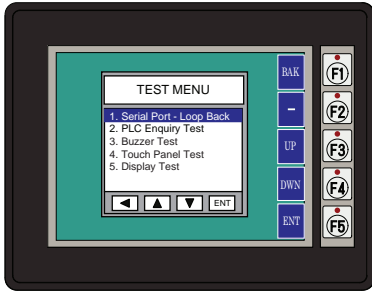 TEST MENU
1. Serial Port - Loop Back
2. PLC Enquiry Test
3. Buzzer Test
4. Touch Panel Test
5. Display Test
ENT
BAK
–
UP
DWN
ENT
F1
F2
F3
F4
F5